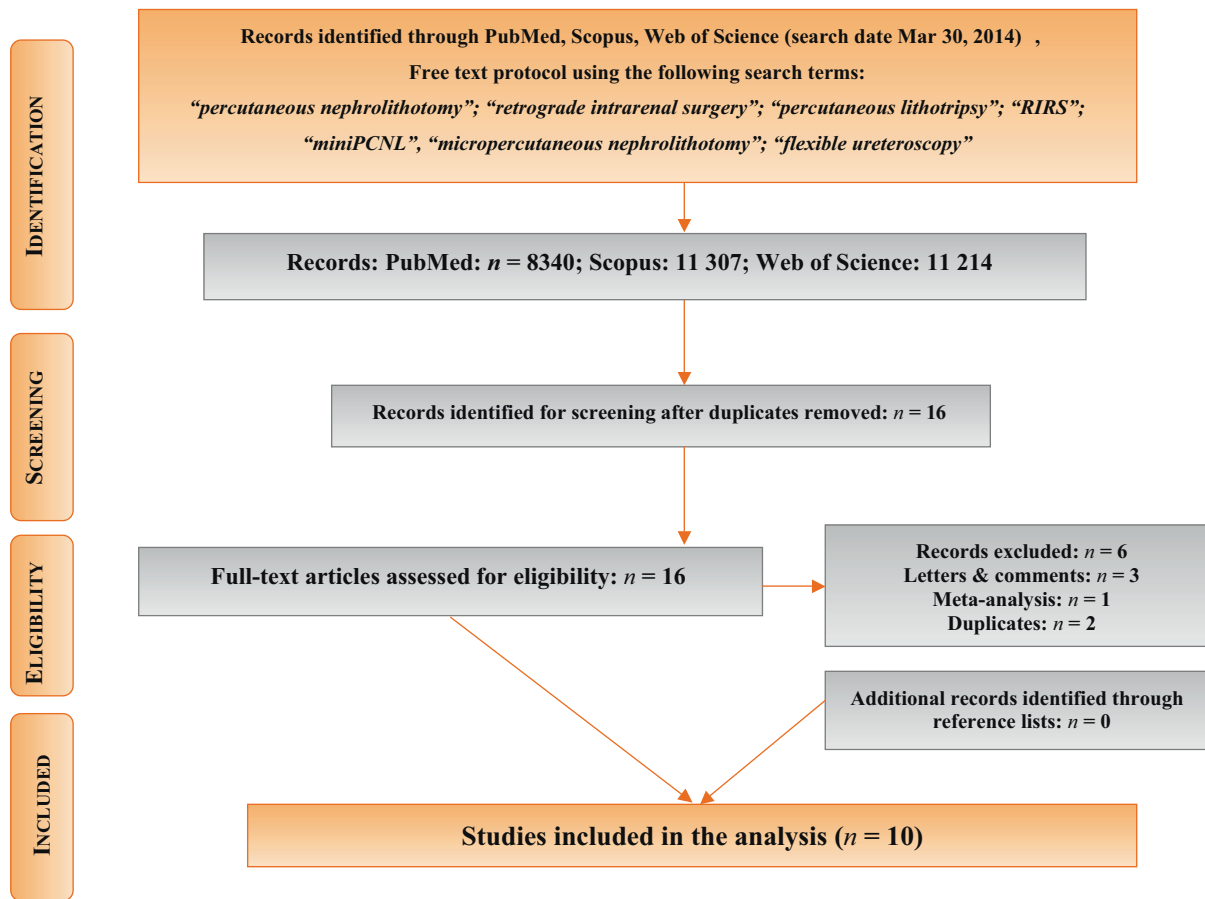 IDENTIFICATION
Records identified through PubMed, Scopus, Web of Science (search date Mar 30, 2014) ,
Free text protocol using the following search terms:
“percutaneous nephrolithotomy”; “retrograde intrarenal surgery”; “percutaneous lithotripsy”; “RIRS”;
“miniPCNL”, “micropercutaneous nephrolithotomy”; “flexible ureteroscopy”
Records: PubMed: n = 8340; Scopus: 11 307; Web of Science: 11 214
SCREENING
Records identified for screening after duplicates removed: n = 16
ELIGIBILITY
Full-text articles assessed for eligibility: n = 16
Records excluded: n = 6
Letters & comments: n = 3
Meta-analysis: n = 1
Duplicates: n = 2
Additional records identified through
reference lists: n = 0
INCLUDED
Studies included in the analysis (n = 10)